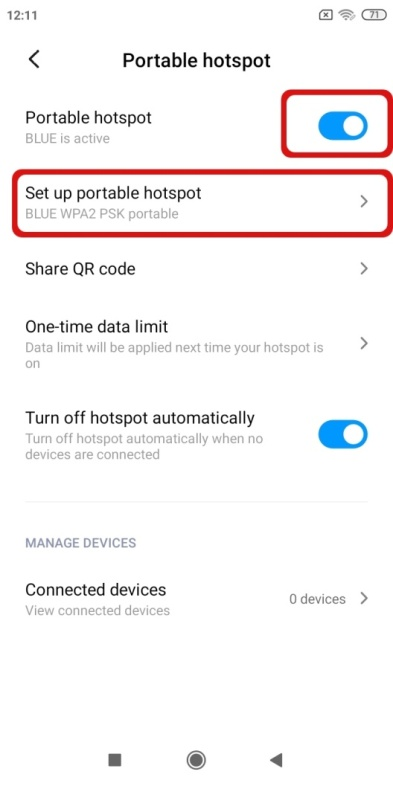 12:11
71
Portable hotspot
Portable hotspot
BLUE is active
Set up portable hotspot
BLUE WPA2 PSK portable
Share QR code
One-time data limit
Data limit will be applied next time your hotspot is
on
Turn off hotspot automatically
Turn off hotspot automatically when no
devices are connected
MANAGE DEVICES
Connected devices
0 devices
View connected devices